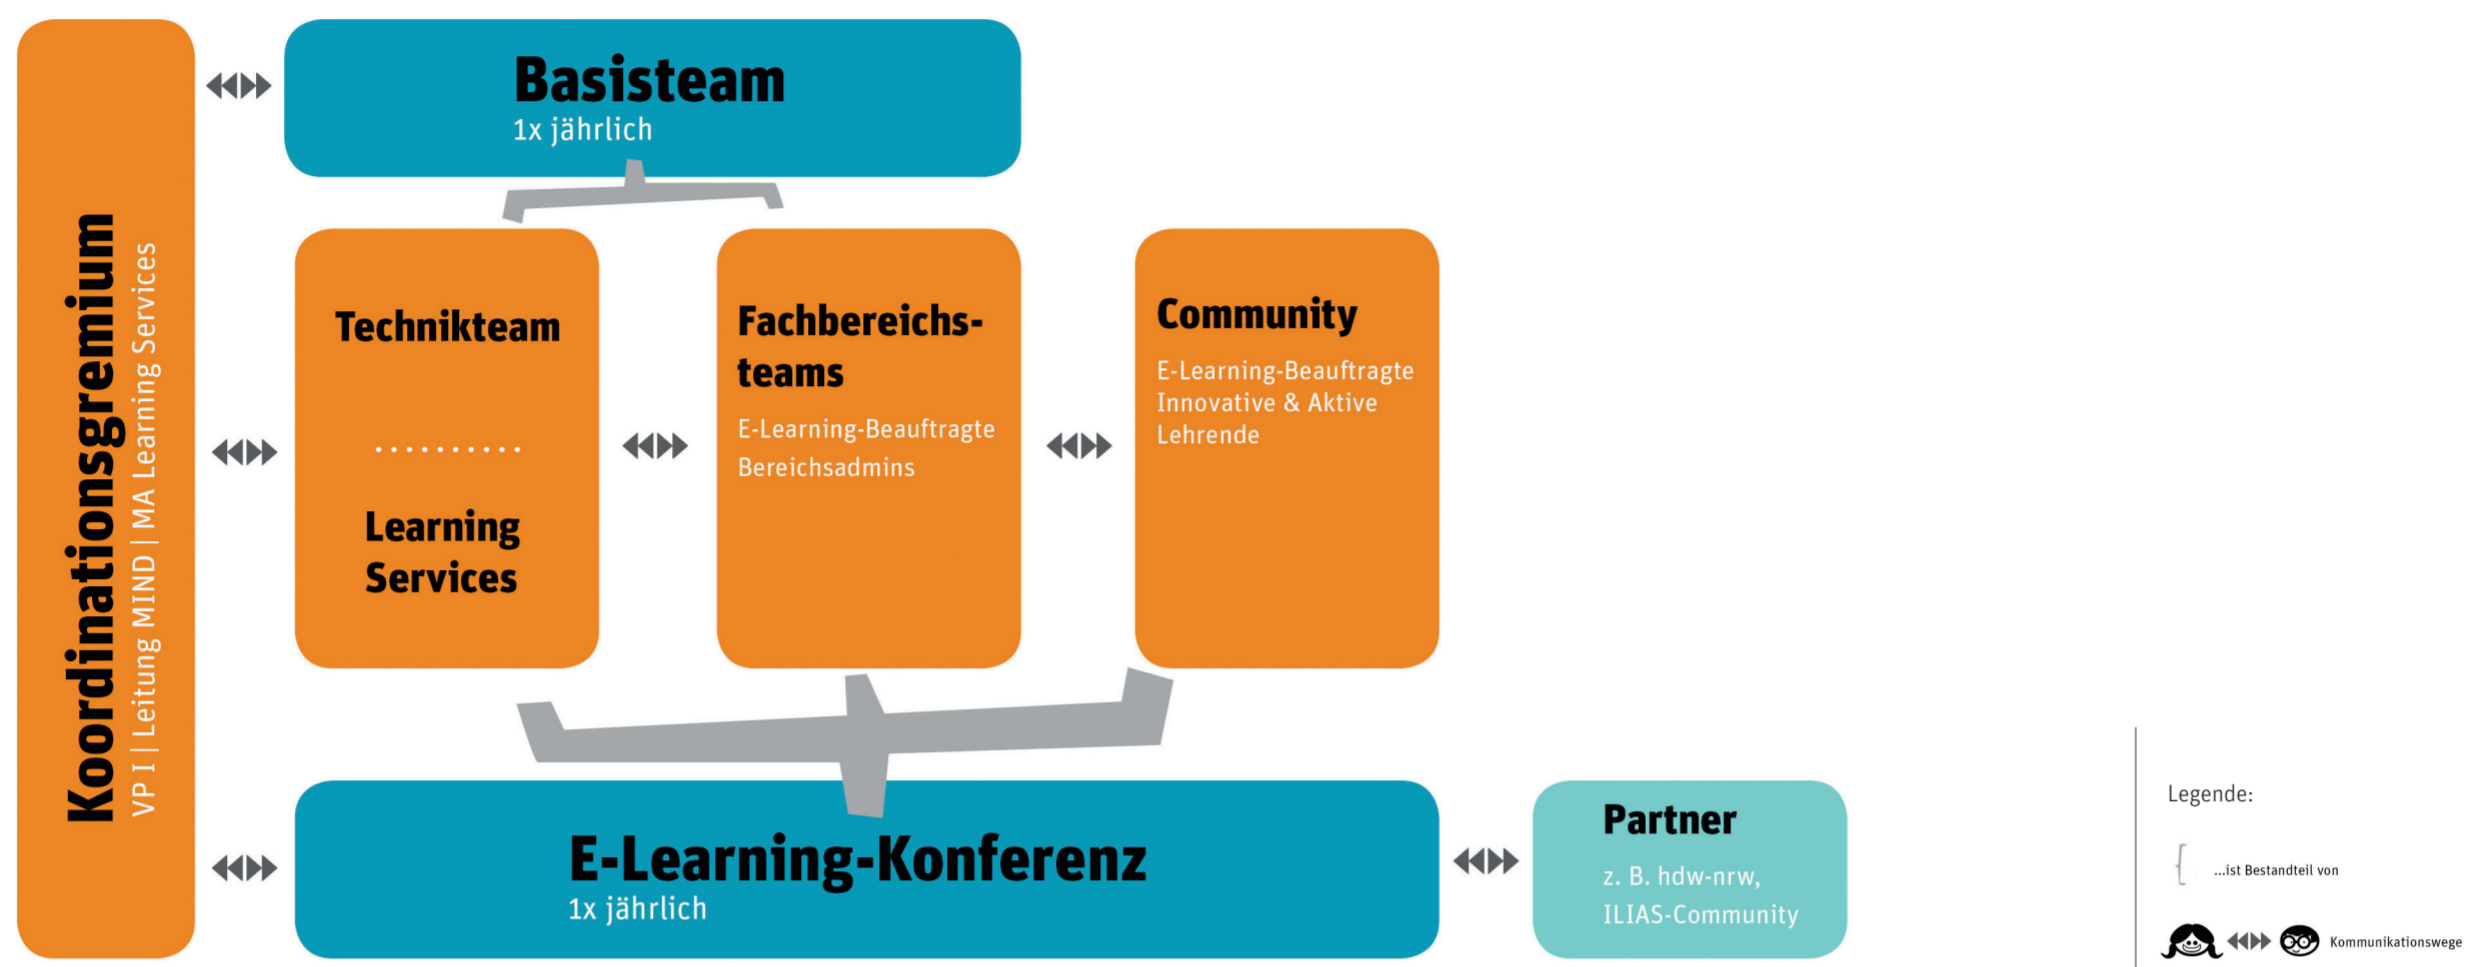 Koordinationsgremium
VP I | Leitung MIND | MA Learning Services
Basisteam
1x jährlich
Technikteam
..........
Learning
Services
Fachbereichs-
teams
E-Learning-Beauftragte
Bereichsadmins
Community
E-Learning-Beauftragte
Innovative & Aktive
Lehrende
E-Learning-Konferenz
1x jährlich
Partner
z. B. hdw-nrw,
ILIAS-Community
Legende:
{ ...ist Bestandteil von
Kommunikationswege